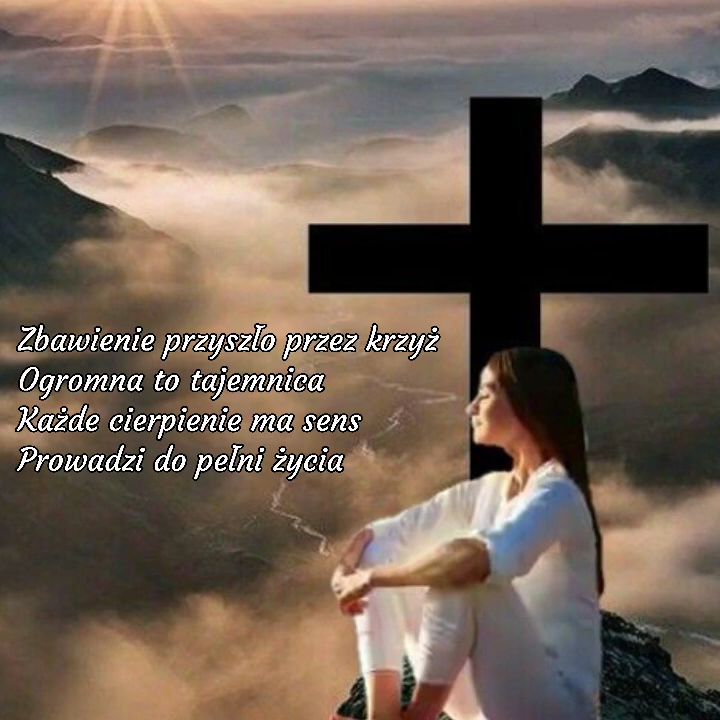 Zbawienie przyszło przez krzyż
Ogromna to tajemnica
Każde cierpienie ma sens
Prowadzi do pełni życia